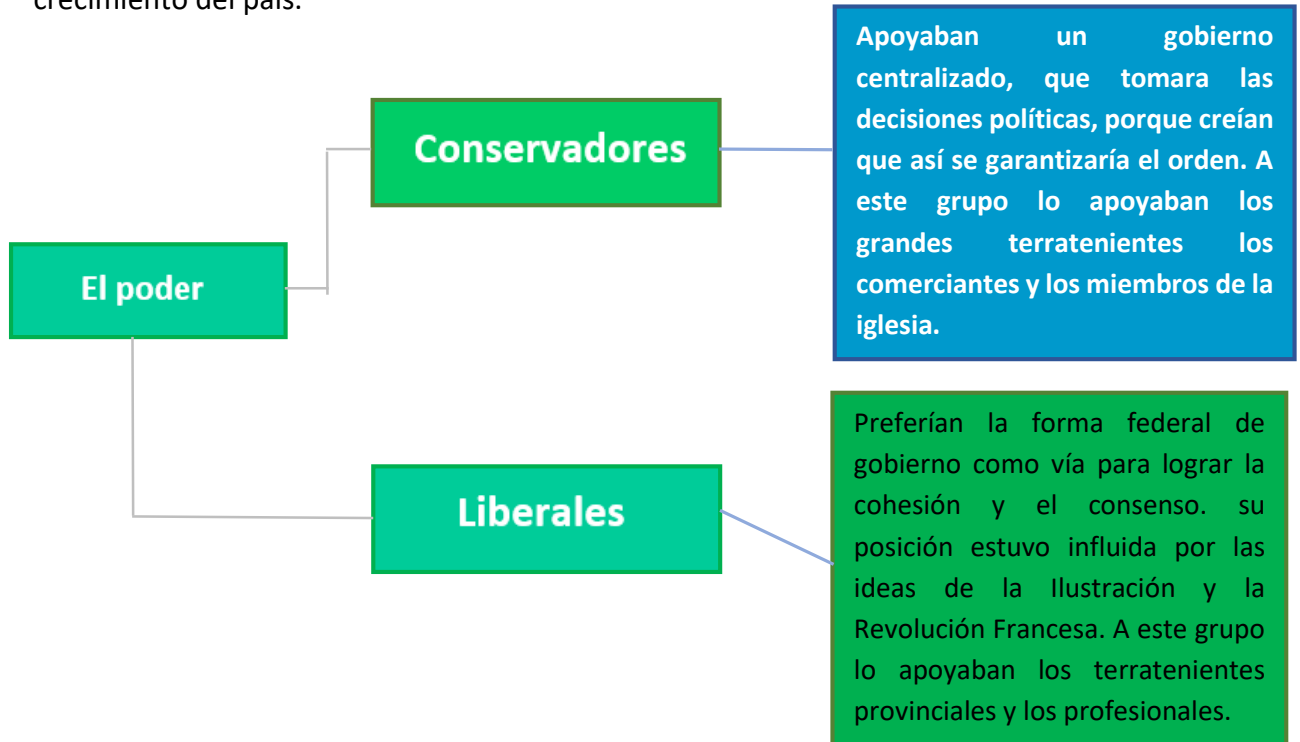 crecimiento del país.
Apoyaban un gobierno
centralizado, que tomara las
decisiones políticas, porque creían
que así se garantizaría el orden. A
este grupo lo apoyaban los
grandes terratenientes los
comerciantes y los miembros de la
iglesia.
Conservadores
El poder
Liberales
Preferían la forma federal de
gobierno como vía para lograr la
cohesión y el consenso. su
posición estuvo influida por las
ideas de la Ilustración y la
Revolución Francesa. A este grupo
lo apoyaban los terratenientes
provinciales y los profesionales.